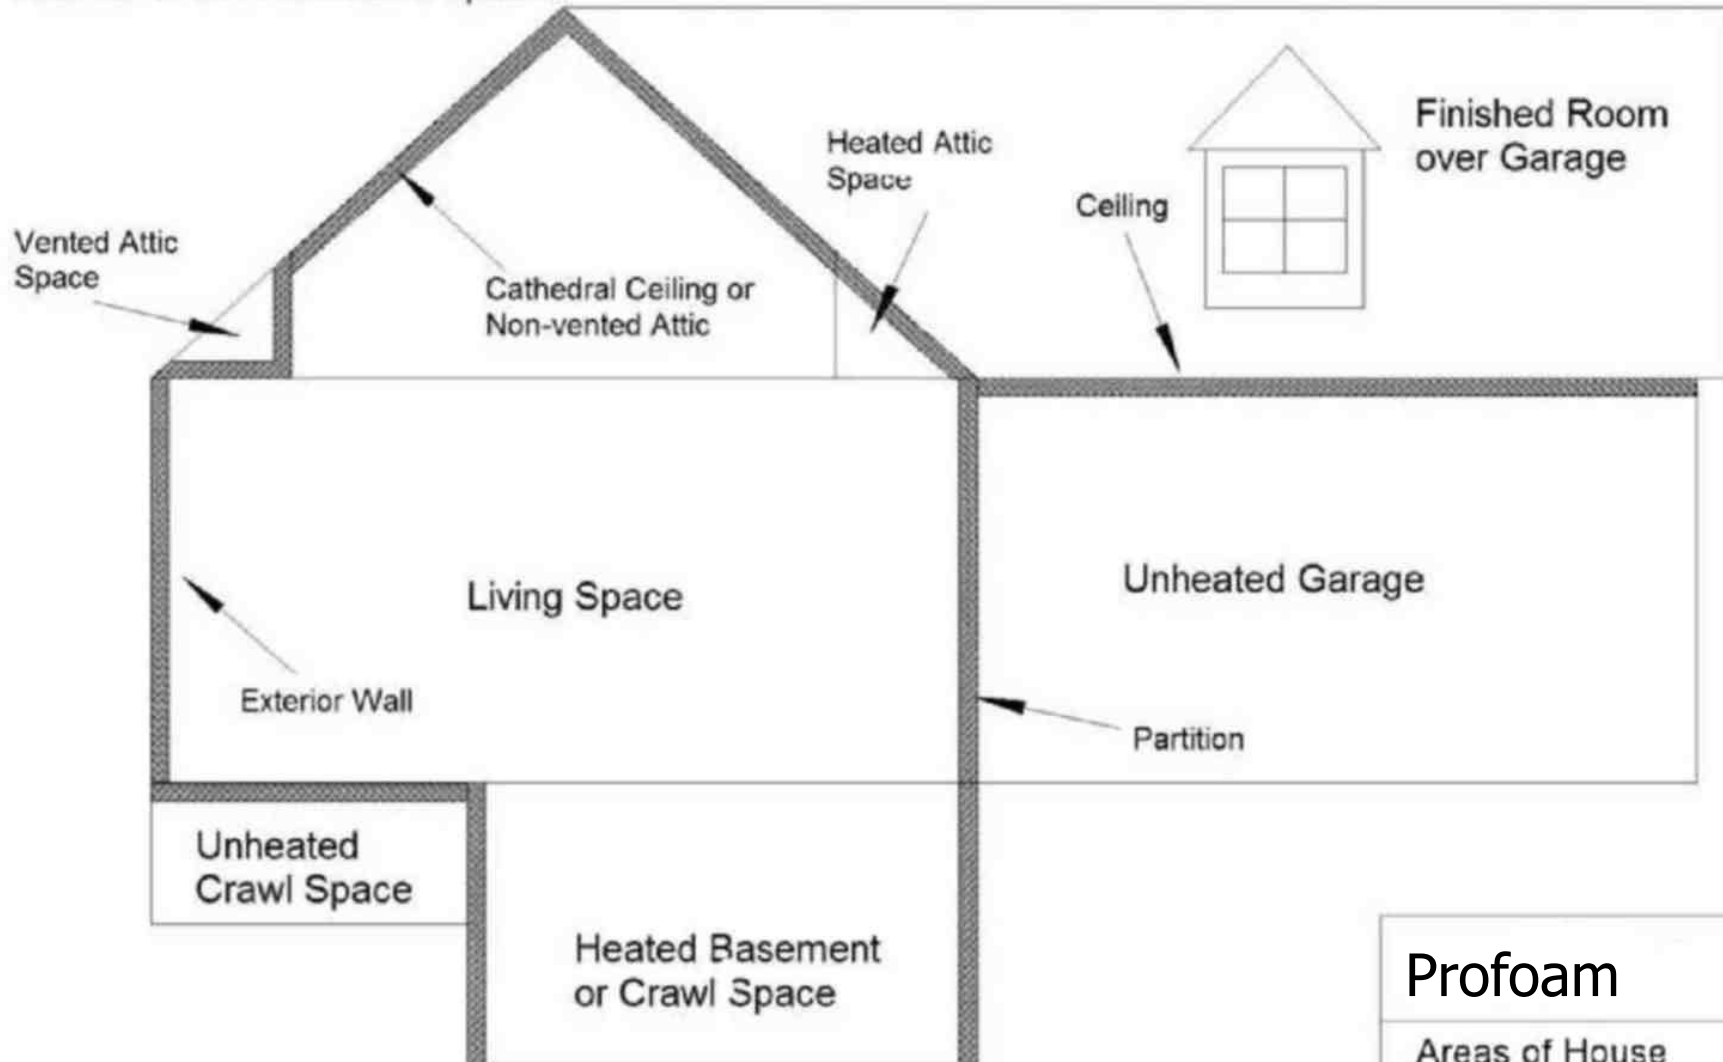 Finished Room
over Garage
Heated Attic
Space
Ceiling
Vented Attic
Space
Cathedral Ceiling or
Non-vented Attic
Living Space
Unheated Garage
Exterior Wall
Partition
Unheated
Crawl Space
Heated Basement
or Crawl Space
Profoam
Areas of House